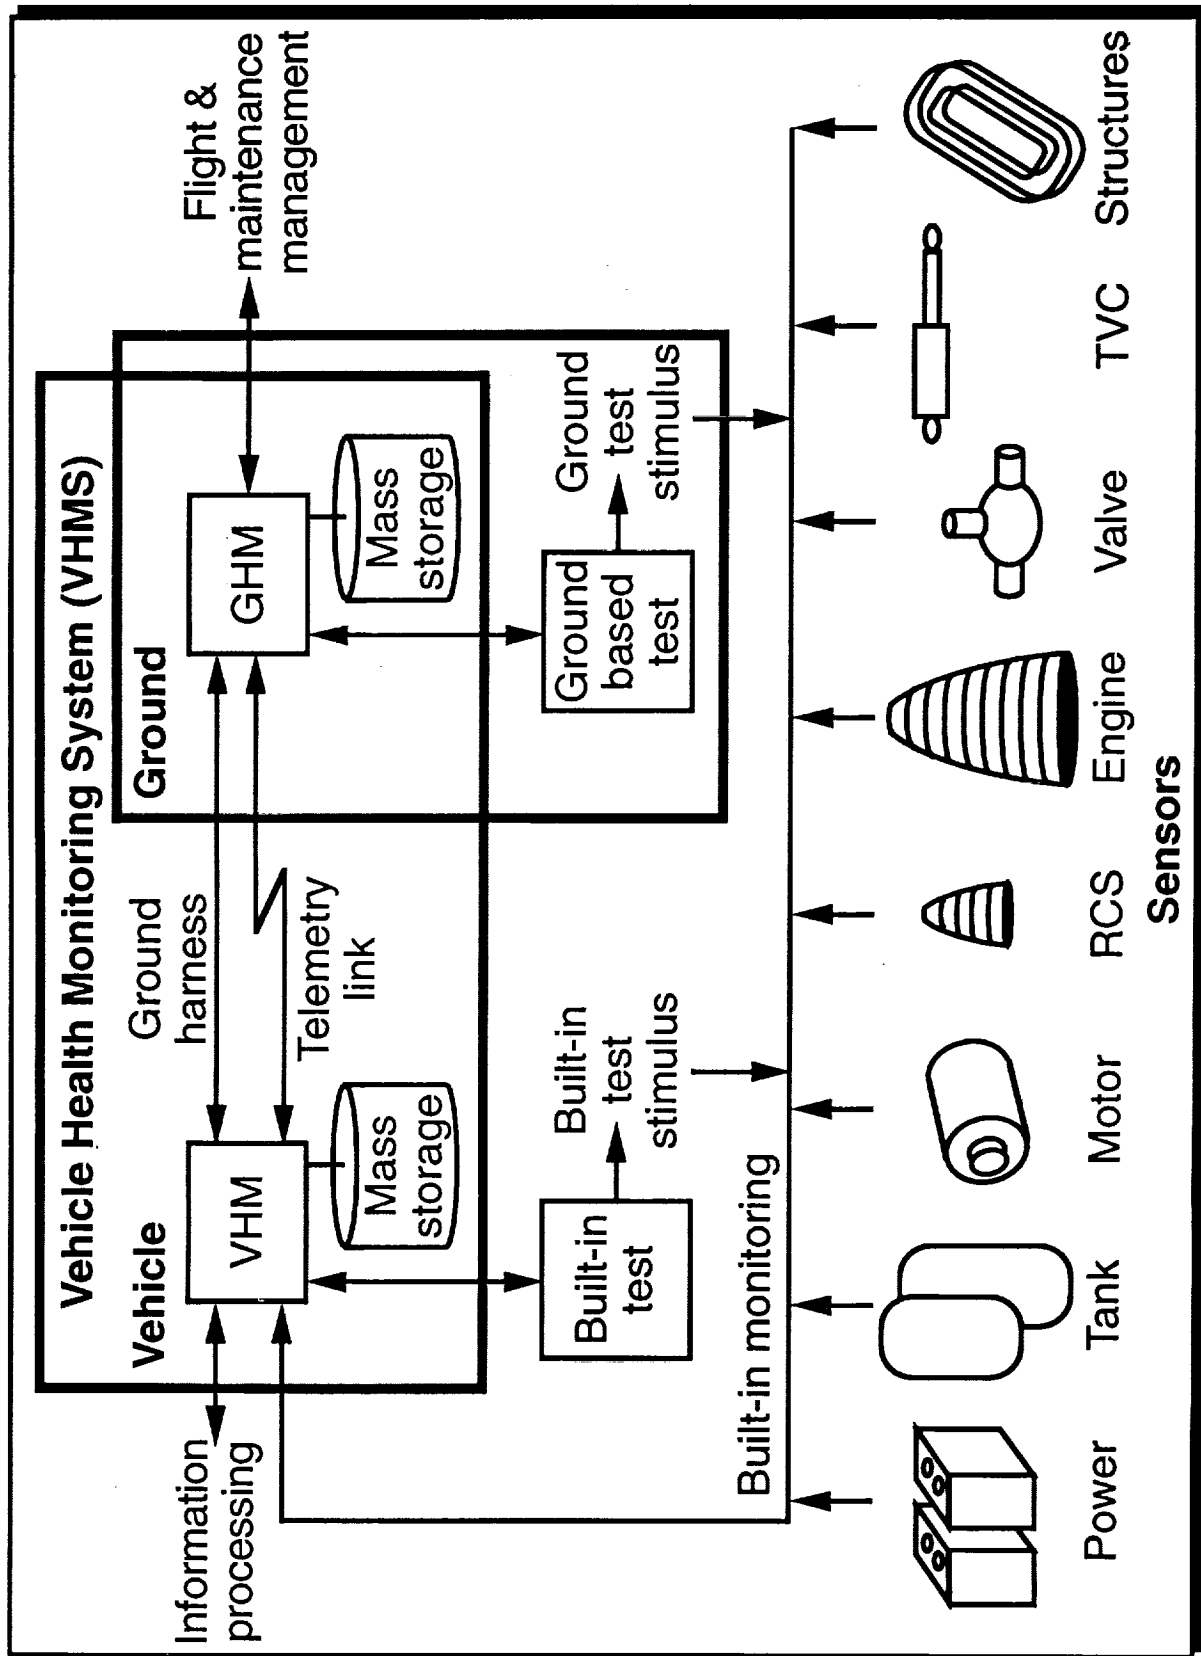 Vehicle Health Monitoring System (VHMS)
Vehicle
Ground
harness
Ground
Information
processing
VHM
GHM
Flight &
maintenance
management
Telemetry
link
Mass
storage
Mass
storage
Built-in
test
Built-in
test
stimulus
Ground
based
test
Ground
test
stimulus
Built-in monitoring
Power
Tank
Motor
RCS
Engine
Valve
TVC
Structures
Sensors